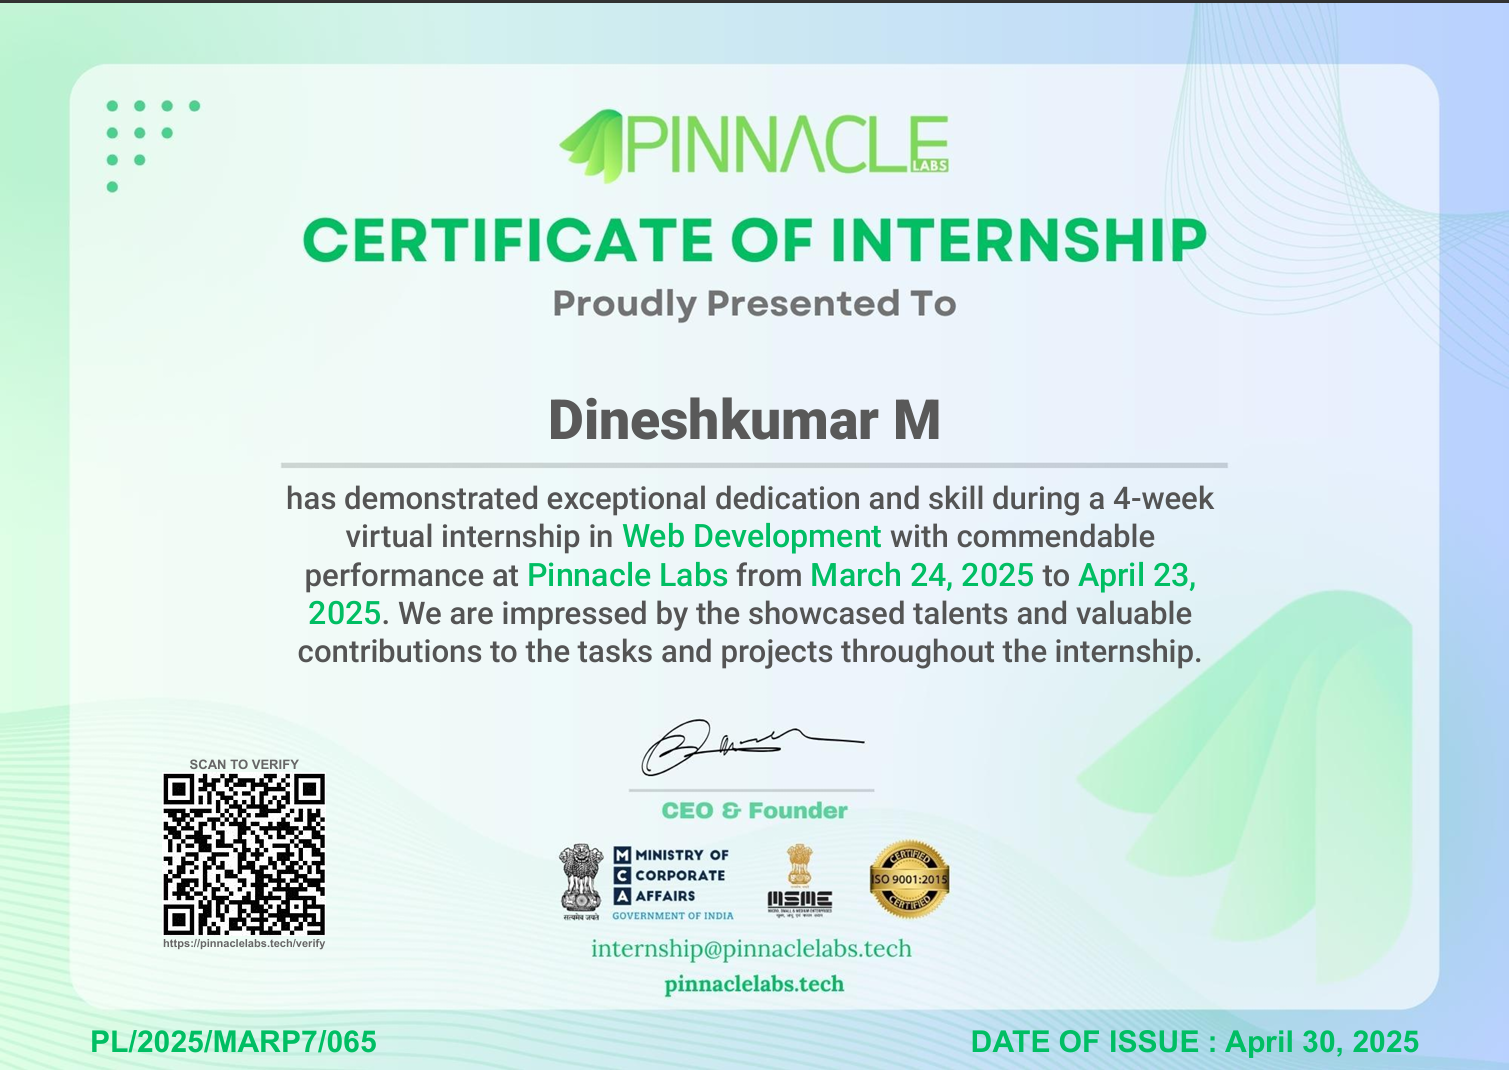 PINNACLE
LABS
CERTIFICATE OF INTERNSHIP
Proudly Presented To
Dineshkumar M
has demonstrated exceptional dedication and skill during a 4-week
virtual internship in Web Development with commendable
performance at Pinnacle Labs from March 24, 2025 to April 23,
2025. We are impressed by the showcased talents and valuable
contributions to the tasks and projects throughout the internship.
SCAN TO VERIFY
https://pinnaclelabs.tech/verify
CEO & Founder
सत्यमेव जयते
M MINISTRY OF
C CORPORATE
A AFFAIRS
GOVERNMENT OF INDIA
MSME
MICRO, SMALL & MEDIUM ENTERPRISES
CERTIFIED
ISO 9001:2015
CERTIFIED
internship@pinnaclelabs.tech
pinnaclelabs.tech
PL/2025/MARP7/065
DATE OF ISSUE : April 30, 2025